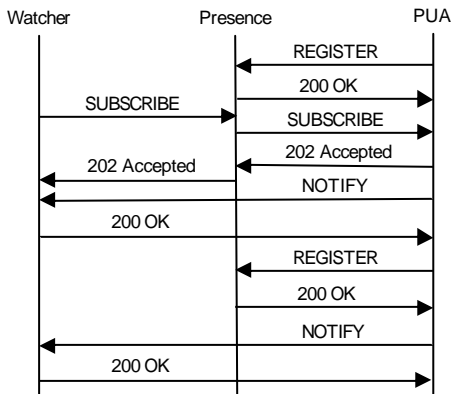 Watcher Presence PUA
REGISTER
200 OK
SUBSCRIBE
SUBSCRIBE
202 Accepted
202 Accepted
NOTIFY
200 OK
REGISTER
200 OK
NOTIFY
200 OK